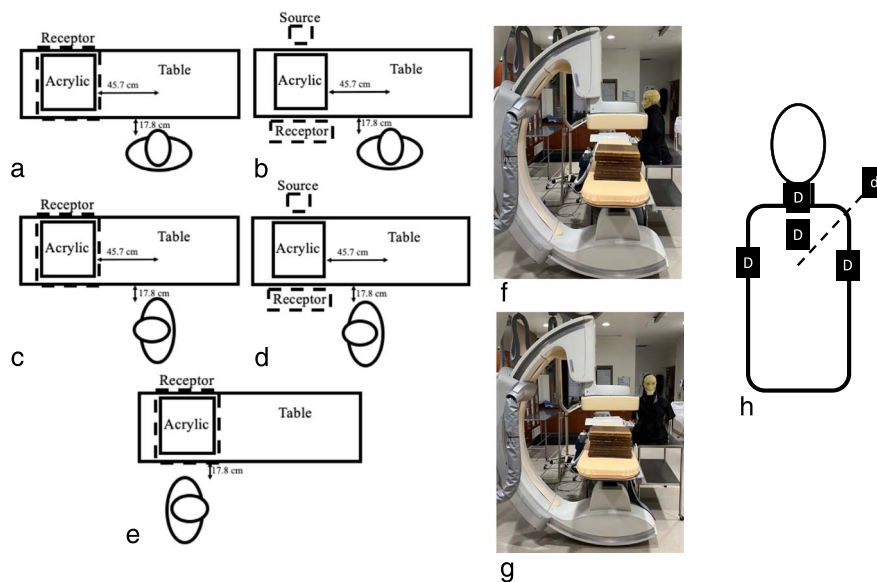 Receptor
Acrylic
Table
45.7 cm
17.8 cm
a
Source
Acrylic
Table
45.7 cm
Receptor
17.8 cm
b
Receptor
Acrylic
Table
45.7 cm
17.8 cm
c
Source
Acrylic
Table
45.7 cm
Receptor
17.8 cm
d
Receptor
Acrylic
Table
17.8 cm
e
f
g
d
D
D
D
D
h